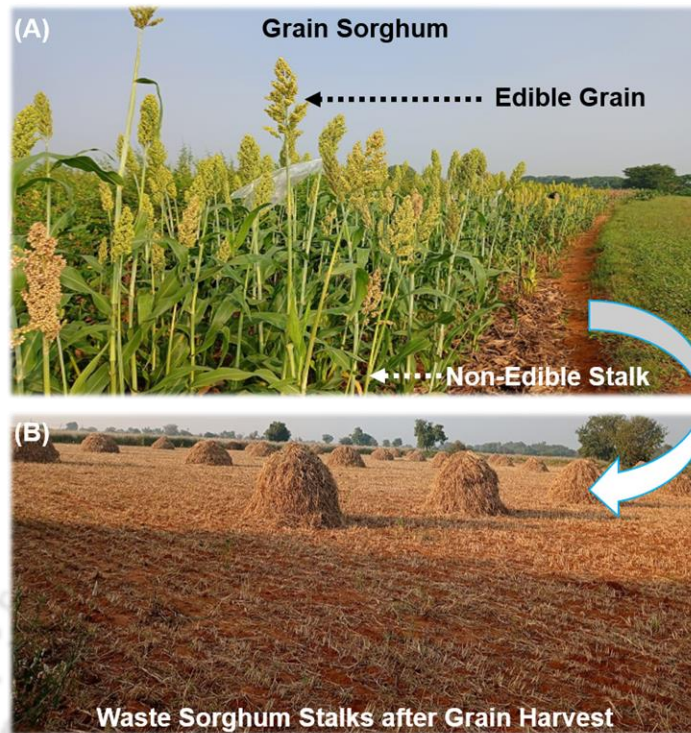 (A)
Grain Sorghum
Edible Grain
Non-Edible Stalk
(B)
Waste Sorghum Stalks after Grain Harvest